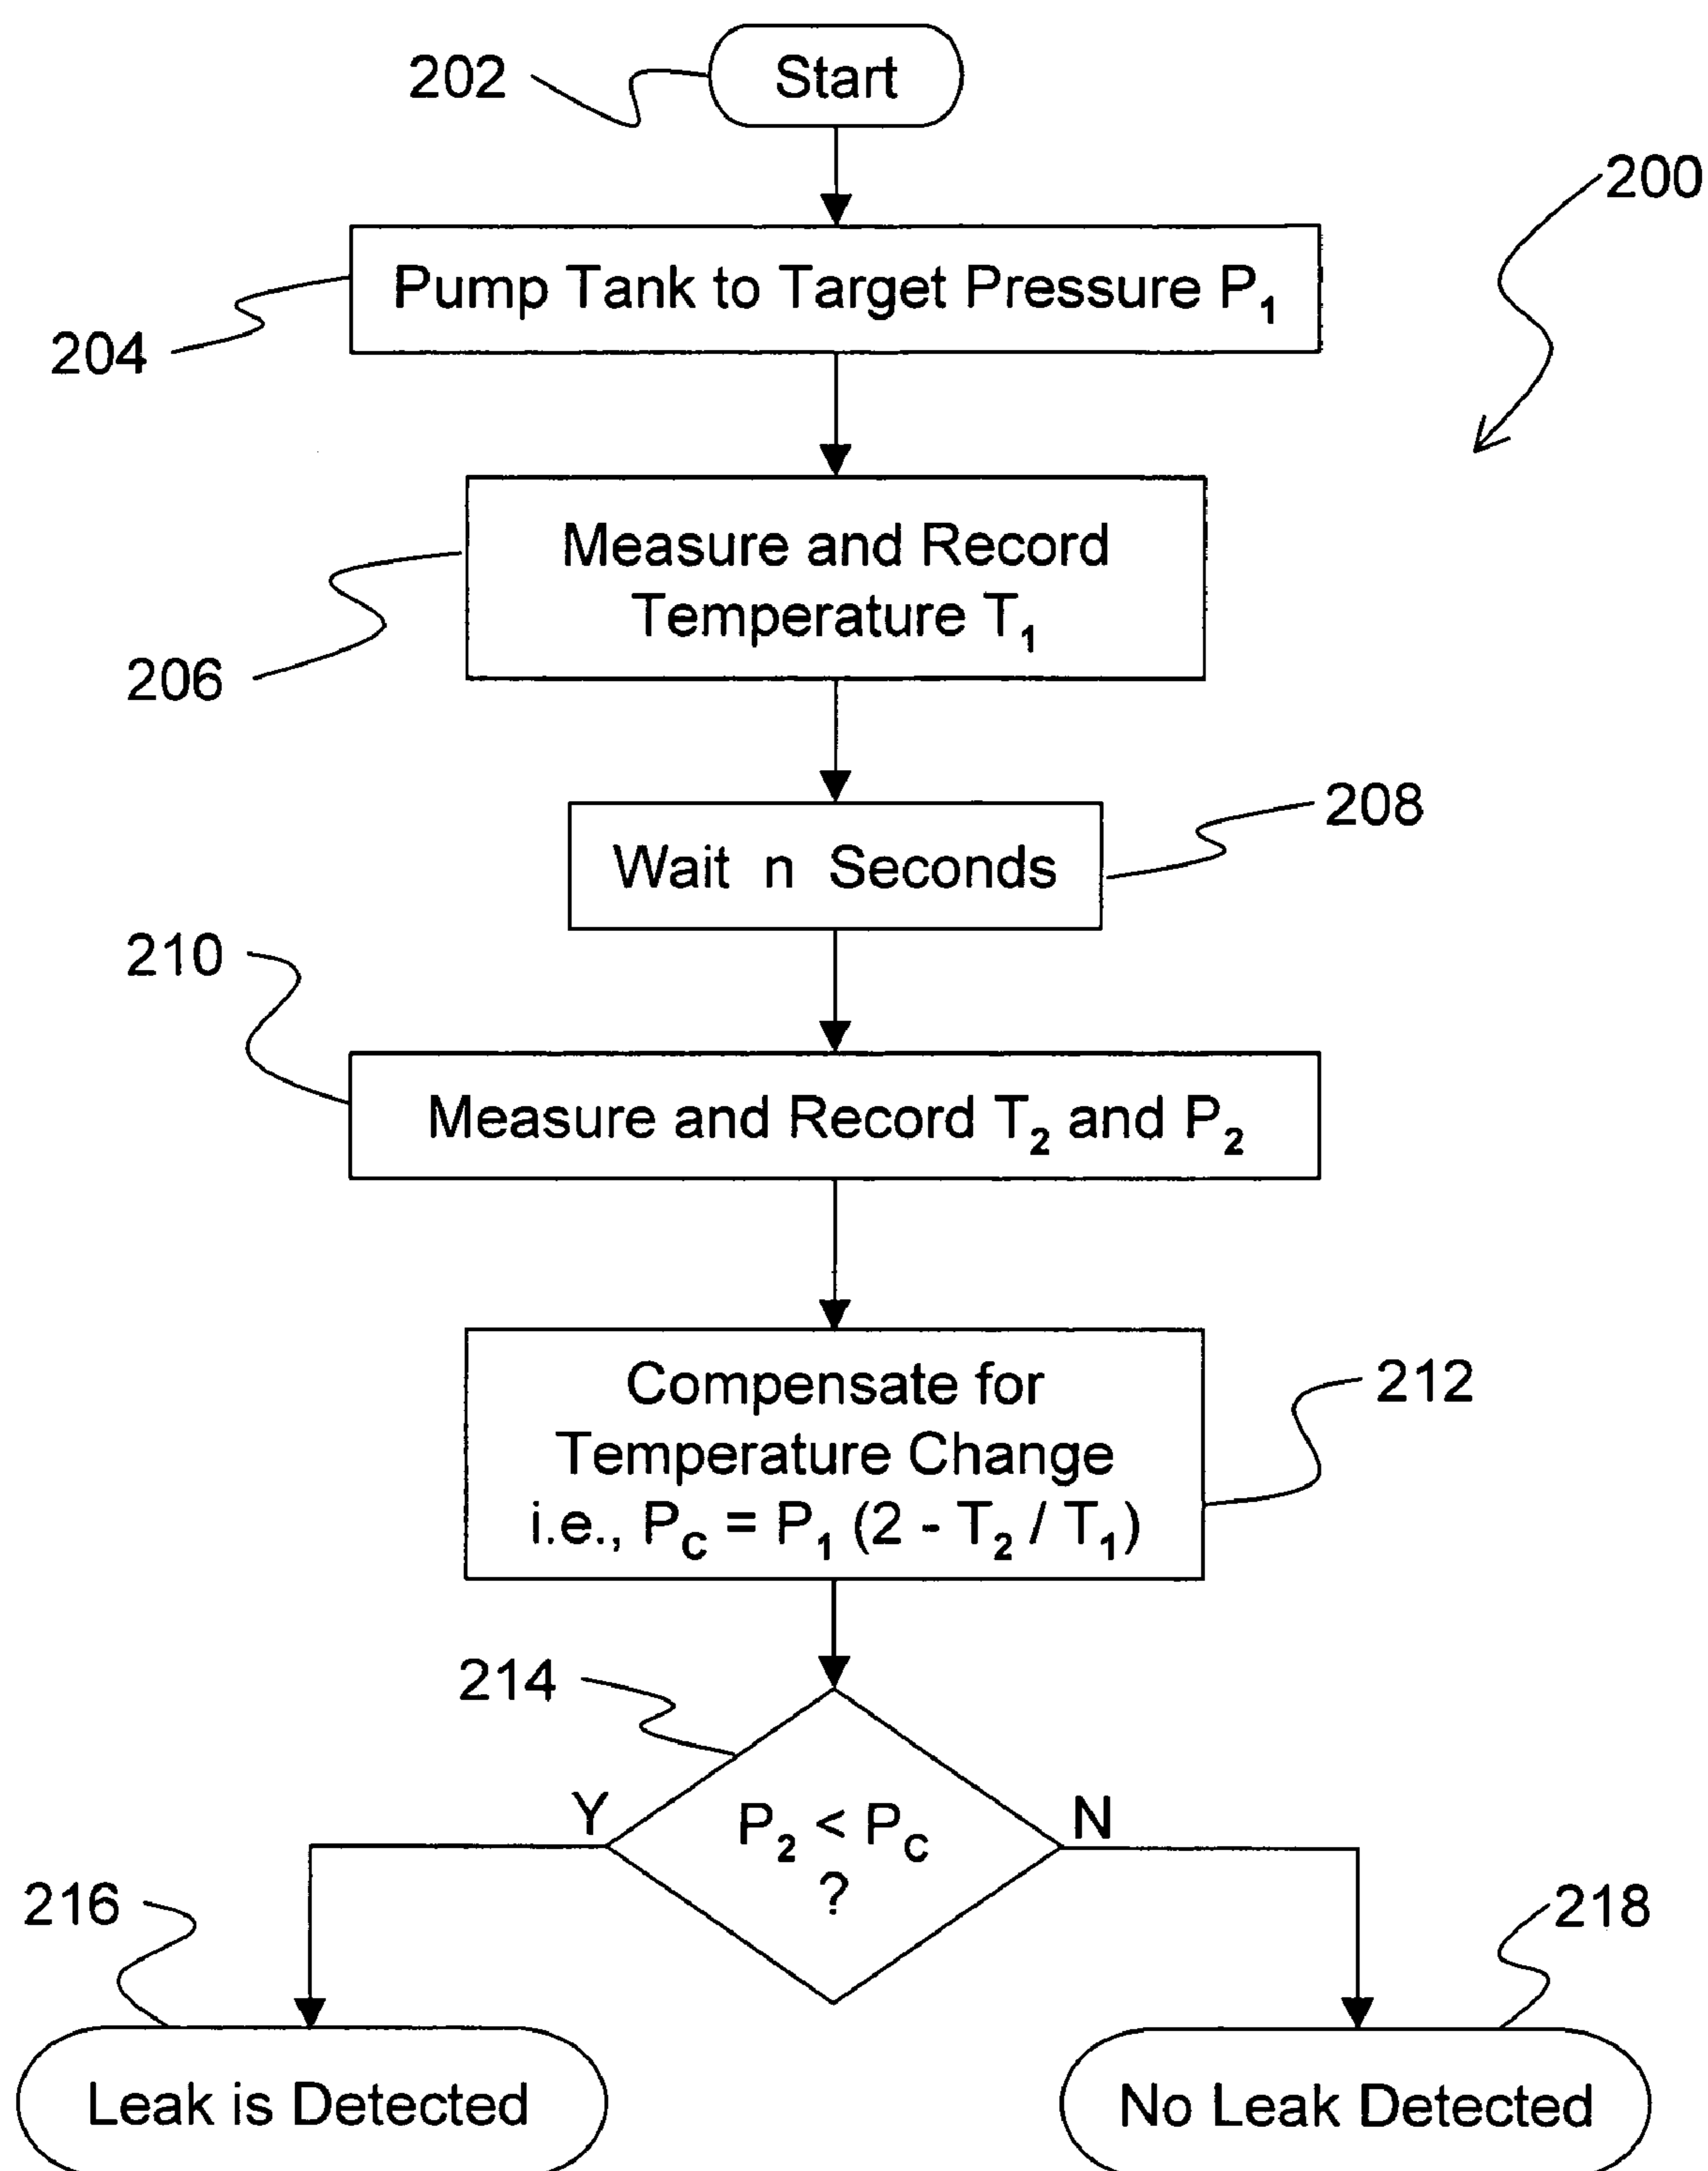 202
Start
200
Pump Tank to Target Pressure P₁
204
Measure and Record
Temperature T₁
206
208
Wait n Seconds
210
Measure and Record T₂ and P₂
Compensate for
Temperature Change
i.e., P_C = P₁ (2 - T₂ / T₁)
212
214
Y
N
P₂ < P_C
?
216
218
Leak is Detected
No Leak Detected